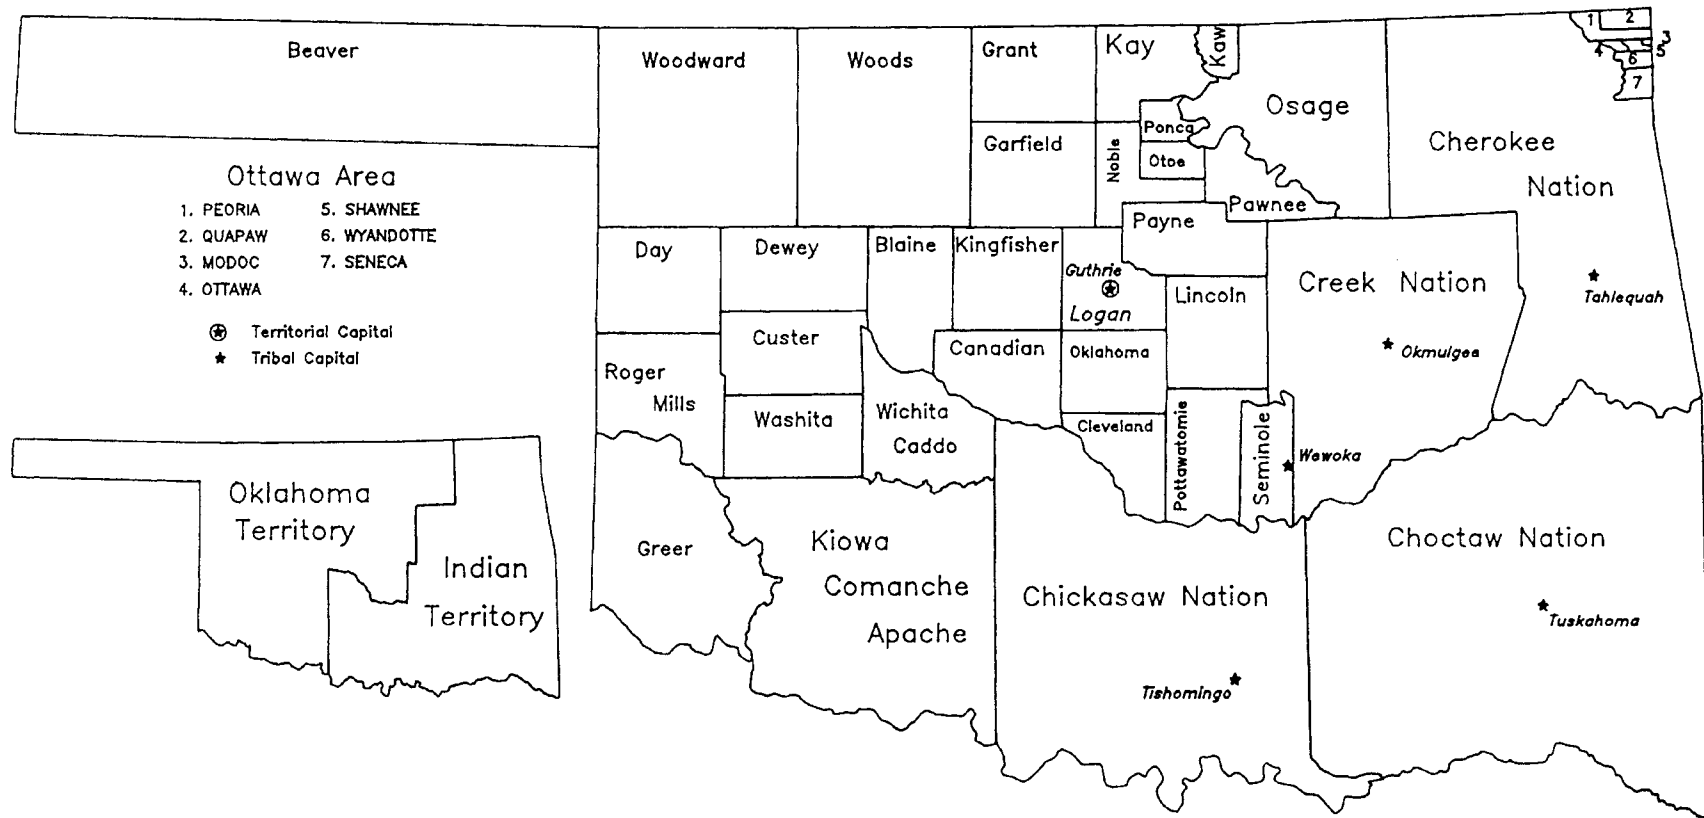 Beaver
Woodward
Woods
Grant
Kay
Kaw
Osage
1
2
3
4
5
6
7
Cherokee
Nation
Ponca
Otoe
Garfield
Noble
Pawnee
Payne
Ottawa Area
1. PEORIA
2. QUAPAW
3. MODOC
4. OTTAWA
5. SHAWNEE
6. WYANDOTTE
7. SENECA
Territorial Capital
Tribal Capital
Day
Dewey
Blaine
Kingfisher
Guthrie
Logan
Lincoln
Creek Nation
Tahlequah
Okmulgee
Custer
Canadian
Oklahoma
Roger
Mills
Washita
Wichita
Caddo
Cleveland
Pottawatomie
Seminole
Wewoka
Oklahoma
Territory
Indian
Territory
Greer
Kiowa
Comanche
Apache
Chickasaw Nation
Tishomingo
Choctaw Nation
Tuskahoma